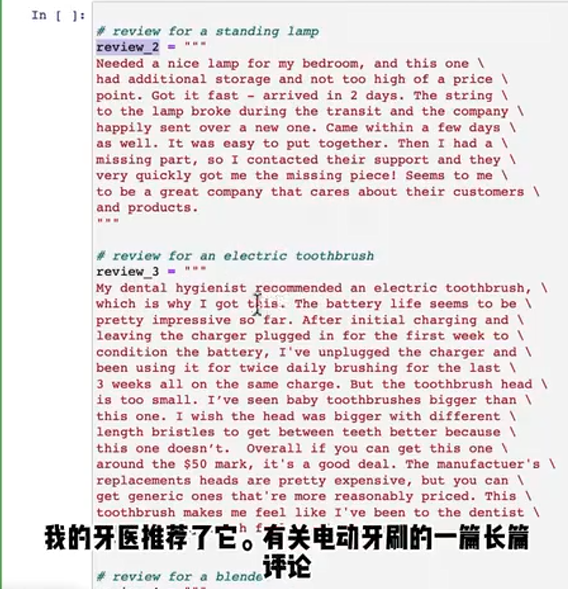 In [ ]:
# review for a standing lamp
review_2 = """
Needed a nice lamp for my bedroom, and this one \
had additional storage and not too high of a price \
point. Got it fast - arrived in 2 days. The string \
to the lamp broke during the transit and the company \
happily sent over a new one. Came within a few days \
as well. It was easy to put together. Then I had a \
missing part, so I contacted their support and they \
very quickly got me the missing piece! Seems to me \
to be a great company that cares about their customers \
and products.
"""
# review for an electric toothbrush
review_3 = """
My dental hygienist recommended an electric toothbrush, \
which is why I got this. The battery life seems to be \
pretty impressive so far. After initial charging and \
leaving the charger plugged in for the first week to \
condition the battery, I've unplugged the charger and \
been using it for twice daily brushing for the last \
3 weeks all on the same charge. But the toothbrush head \
is too small. I’ve seen baby toothbrushes bigger than \
this one. I wish the head was bigger with different \
length bristles to get between teeth better because \
this one doesn’t.  Overall if you can get this one \
around the $50 mark, it's a good deal. The manufactuer's \
replacements heads are pretty expensive, but you can \
get generic ones that're more reasonably priced. This \
toothbrush makes me feel like I've been to the dentist \
我的牙医推荐了它。有关电动牙刷的一篇长篇
评论
# review for a blende